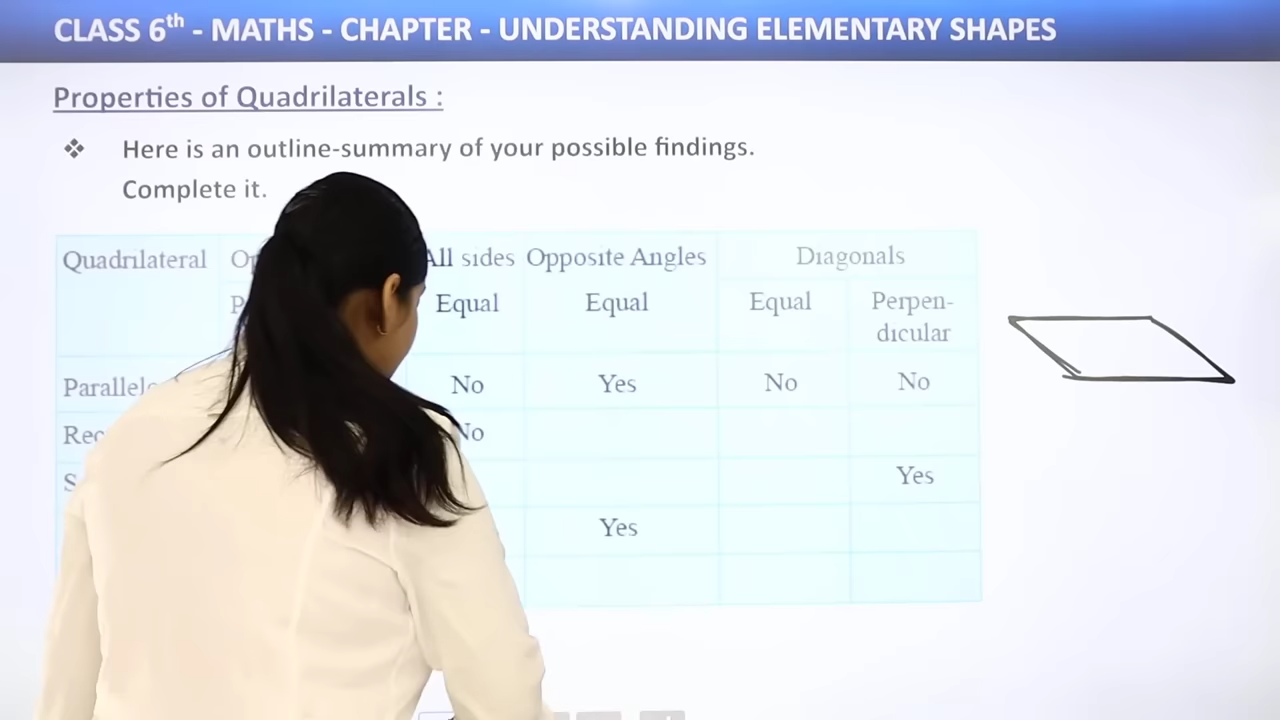 CLASS 6th - MATHS - CHAPTER - UNDERSTANDING ELEMENTARY SHAPES
Properties of Quadrilaterals :
❖ Here is an outline-summary of your possible findings.
Complete it.
Quadrilateral All sides Opposite Angles Diagonals
Equal Equal Equal Perpen-
dicular
No Yes No No
No
Yes
Yes